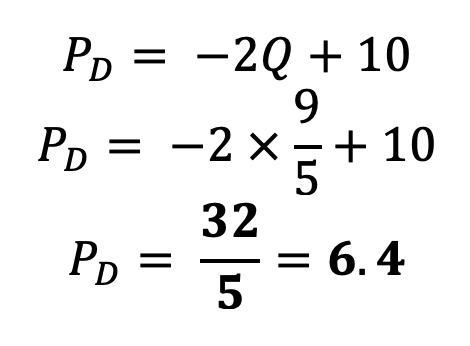 P_D = −2Q + 10
P_D = −2 × 9/5 + 10
P_D = 32/5 = 6.4